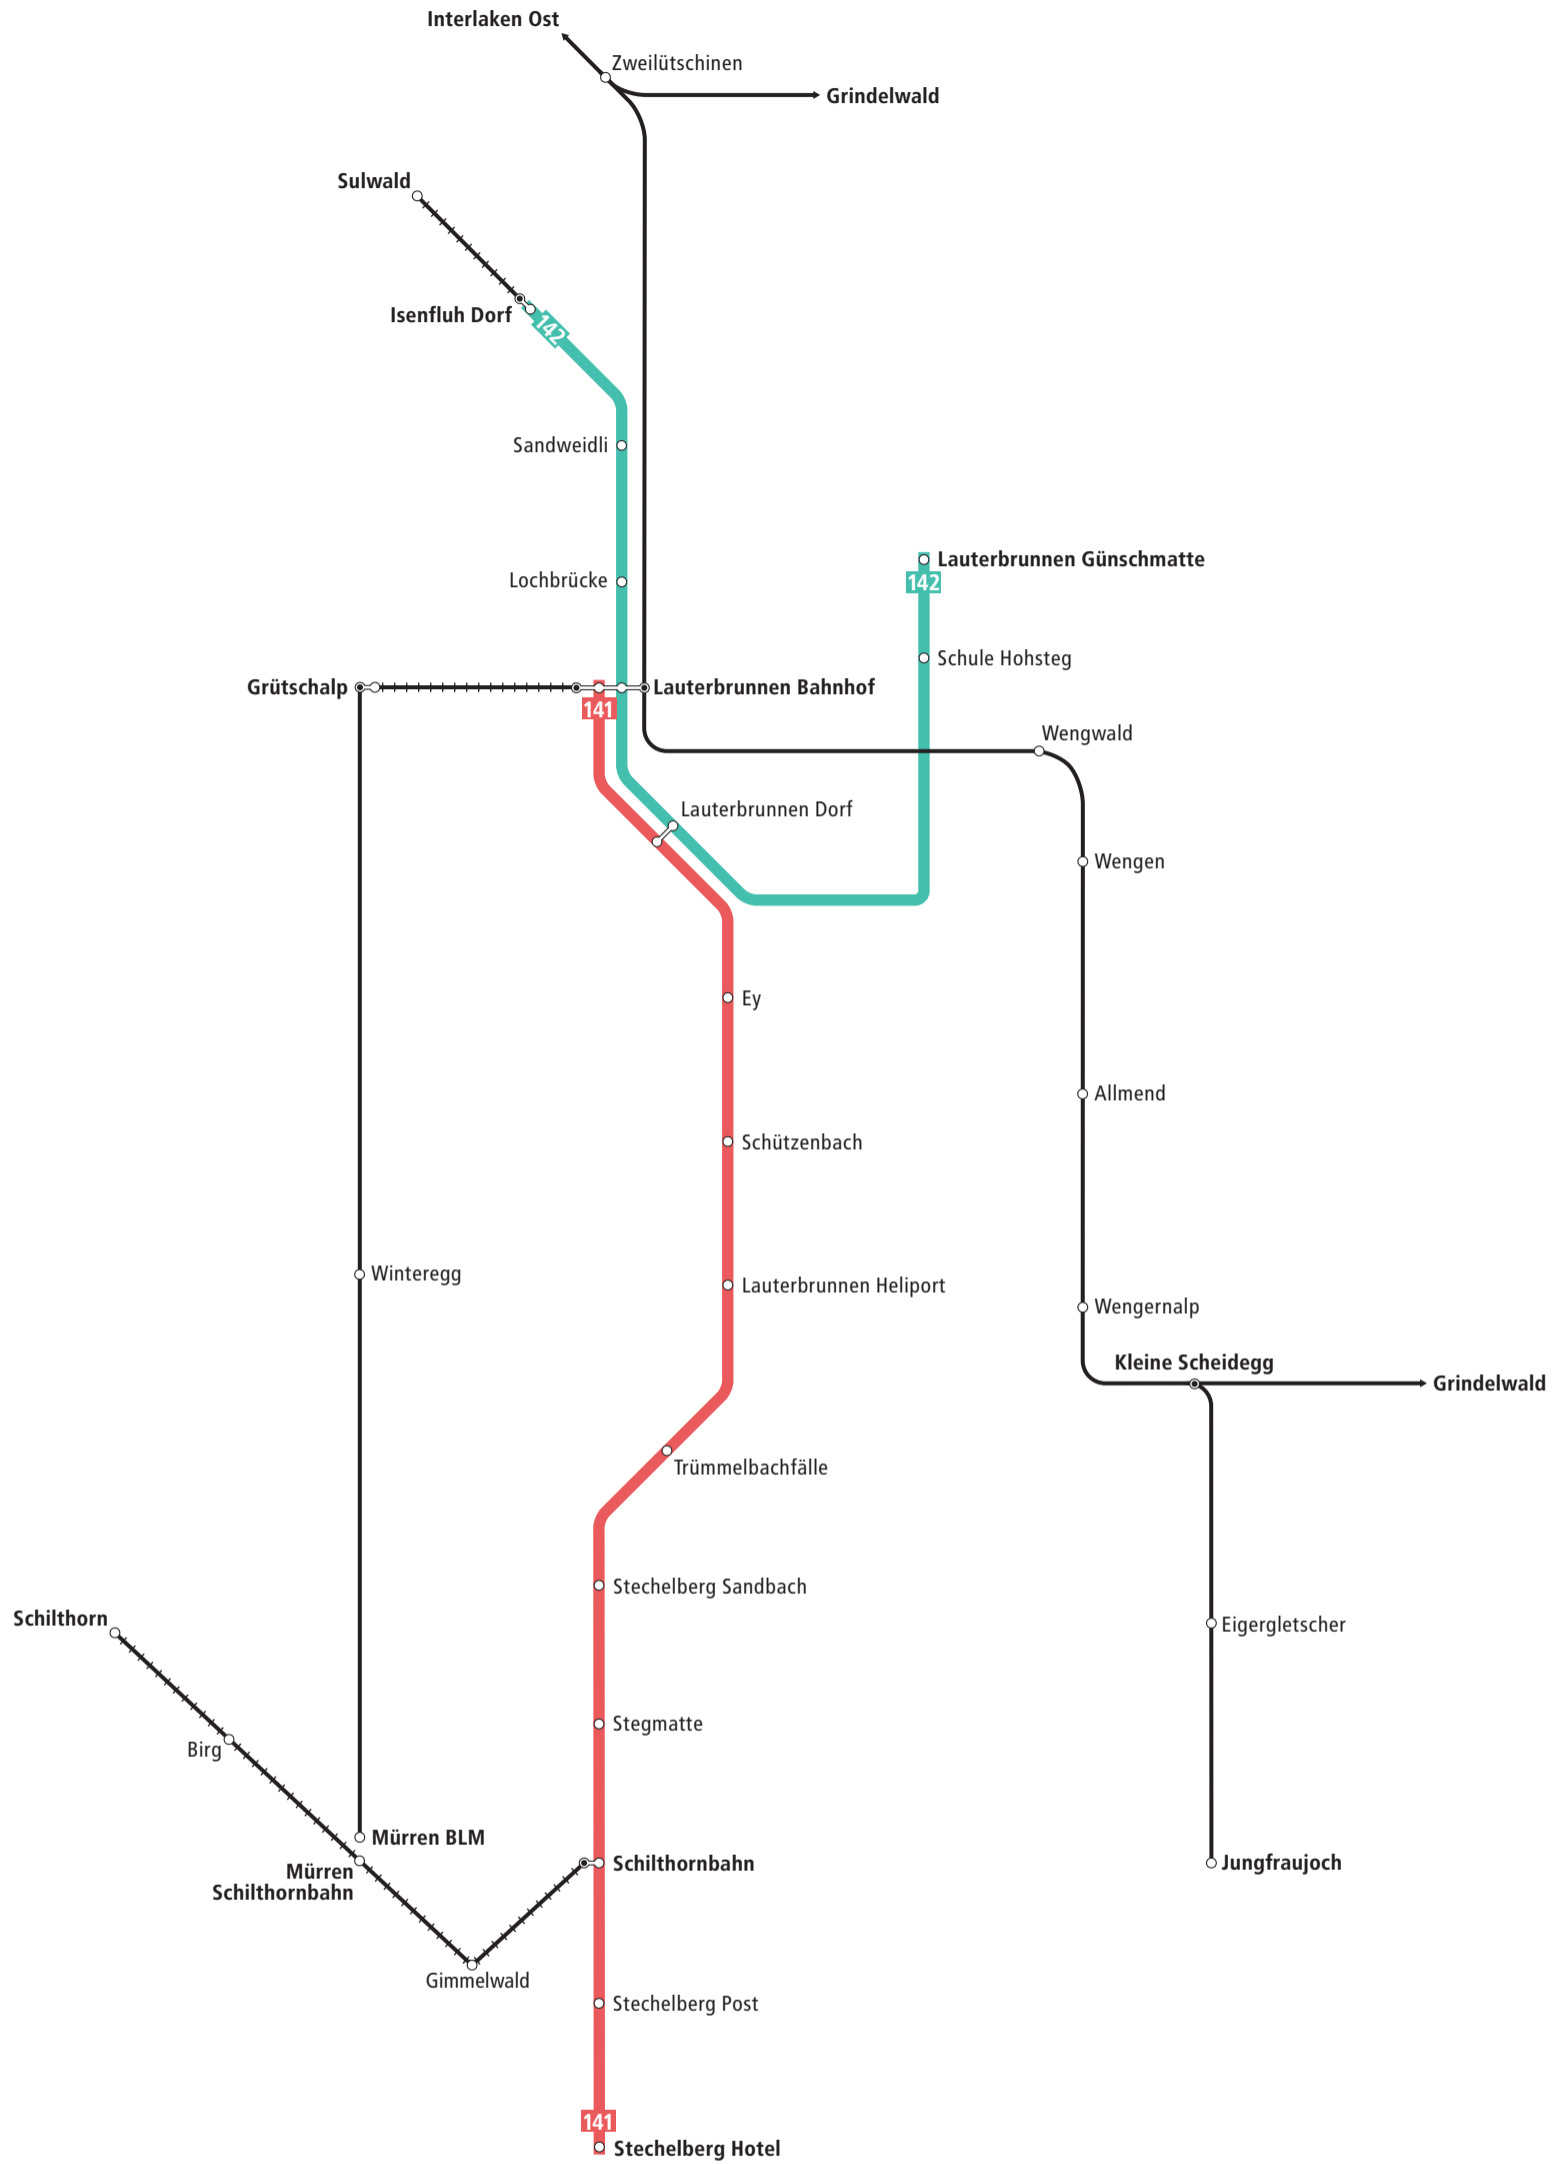 Interlaken Ost
Zweilütschinen
Grindelwald
Sulwald
Isenfluh Dorf
142
Sandweidli
Lauterbrunnen Günschmatte
Lochbrücke
142
Schule Hohsteg
Grütschalp
Lauterbrunnen Bahnhof
141
Wengwald
Lauterbrunnen Dorf
Wengen
Ey
Allmend
Schützenbach
Winteregg
Lauterbrunnen Heliport
Wengernalp
Kleine Scheidegg
Grindelwald
Trümmelbachfälle
Stechelberg Sandbach
Schilthorn
Eigergletscher
Stegmatte
Birg
Mürren BLM
Schilthornbahn
Jungfraujoch
Mürren
Schilthornbahn
Gimmelwald
Stechelberg Post
141
Stechelberg Hotel